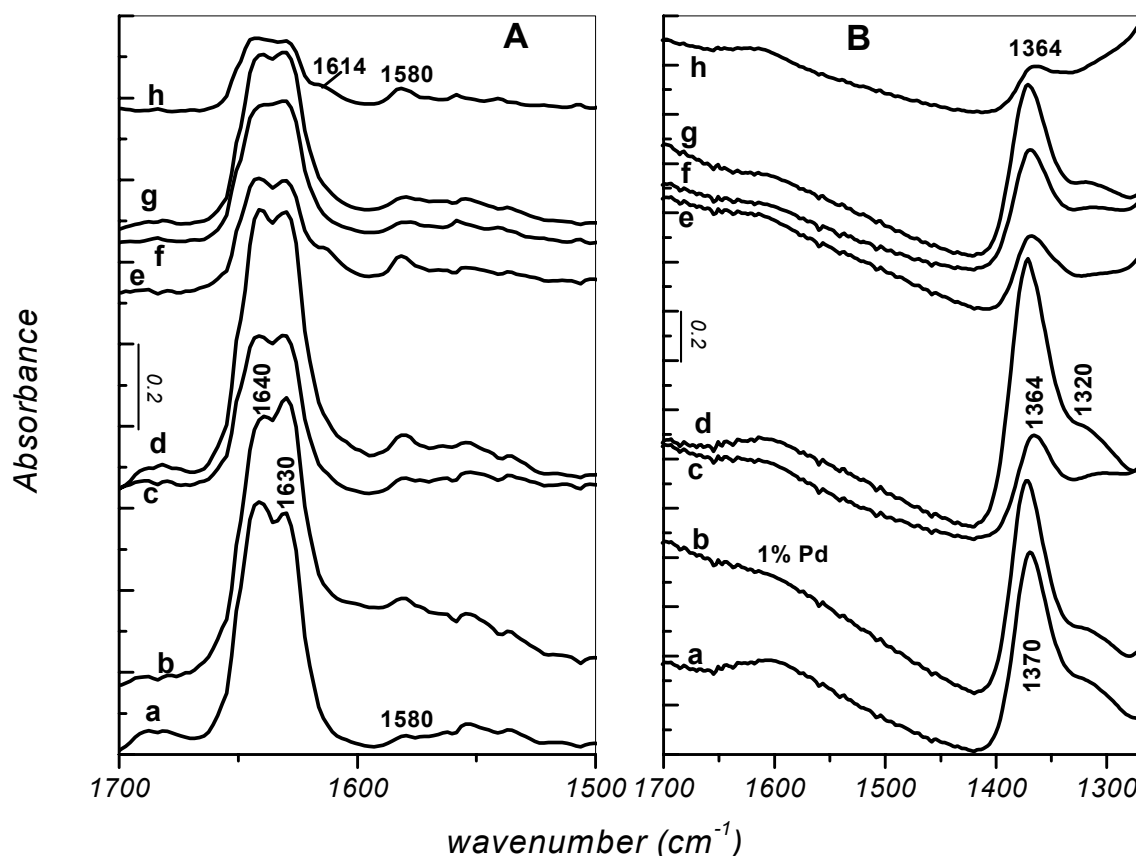 A
1614
1580
h
g
f
e
0.2
1640
d
c
1630
b
a
1580
1700
1600
1500
B
1364
h
g
f
e
0.2
1320
1364
d
c
b
1% Pd
a
1370
1700
1600
1500
1400
1300
Absorbance
wavenumber (cm⁻¹)